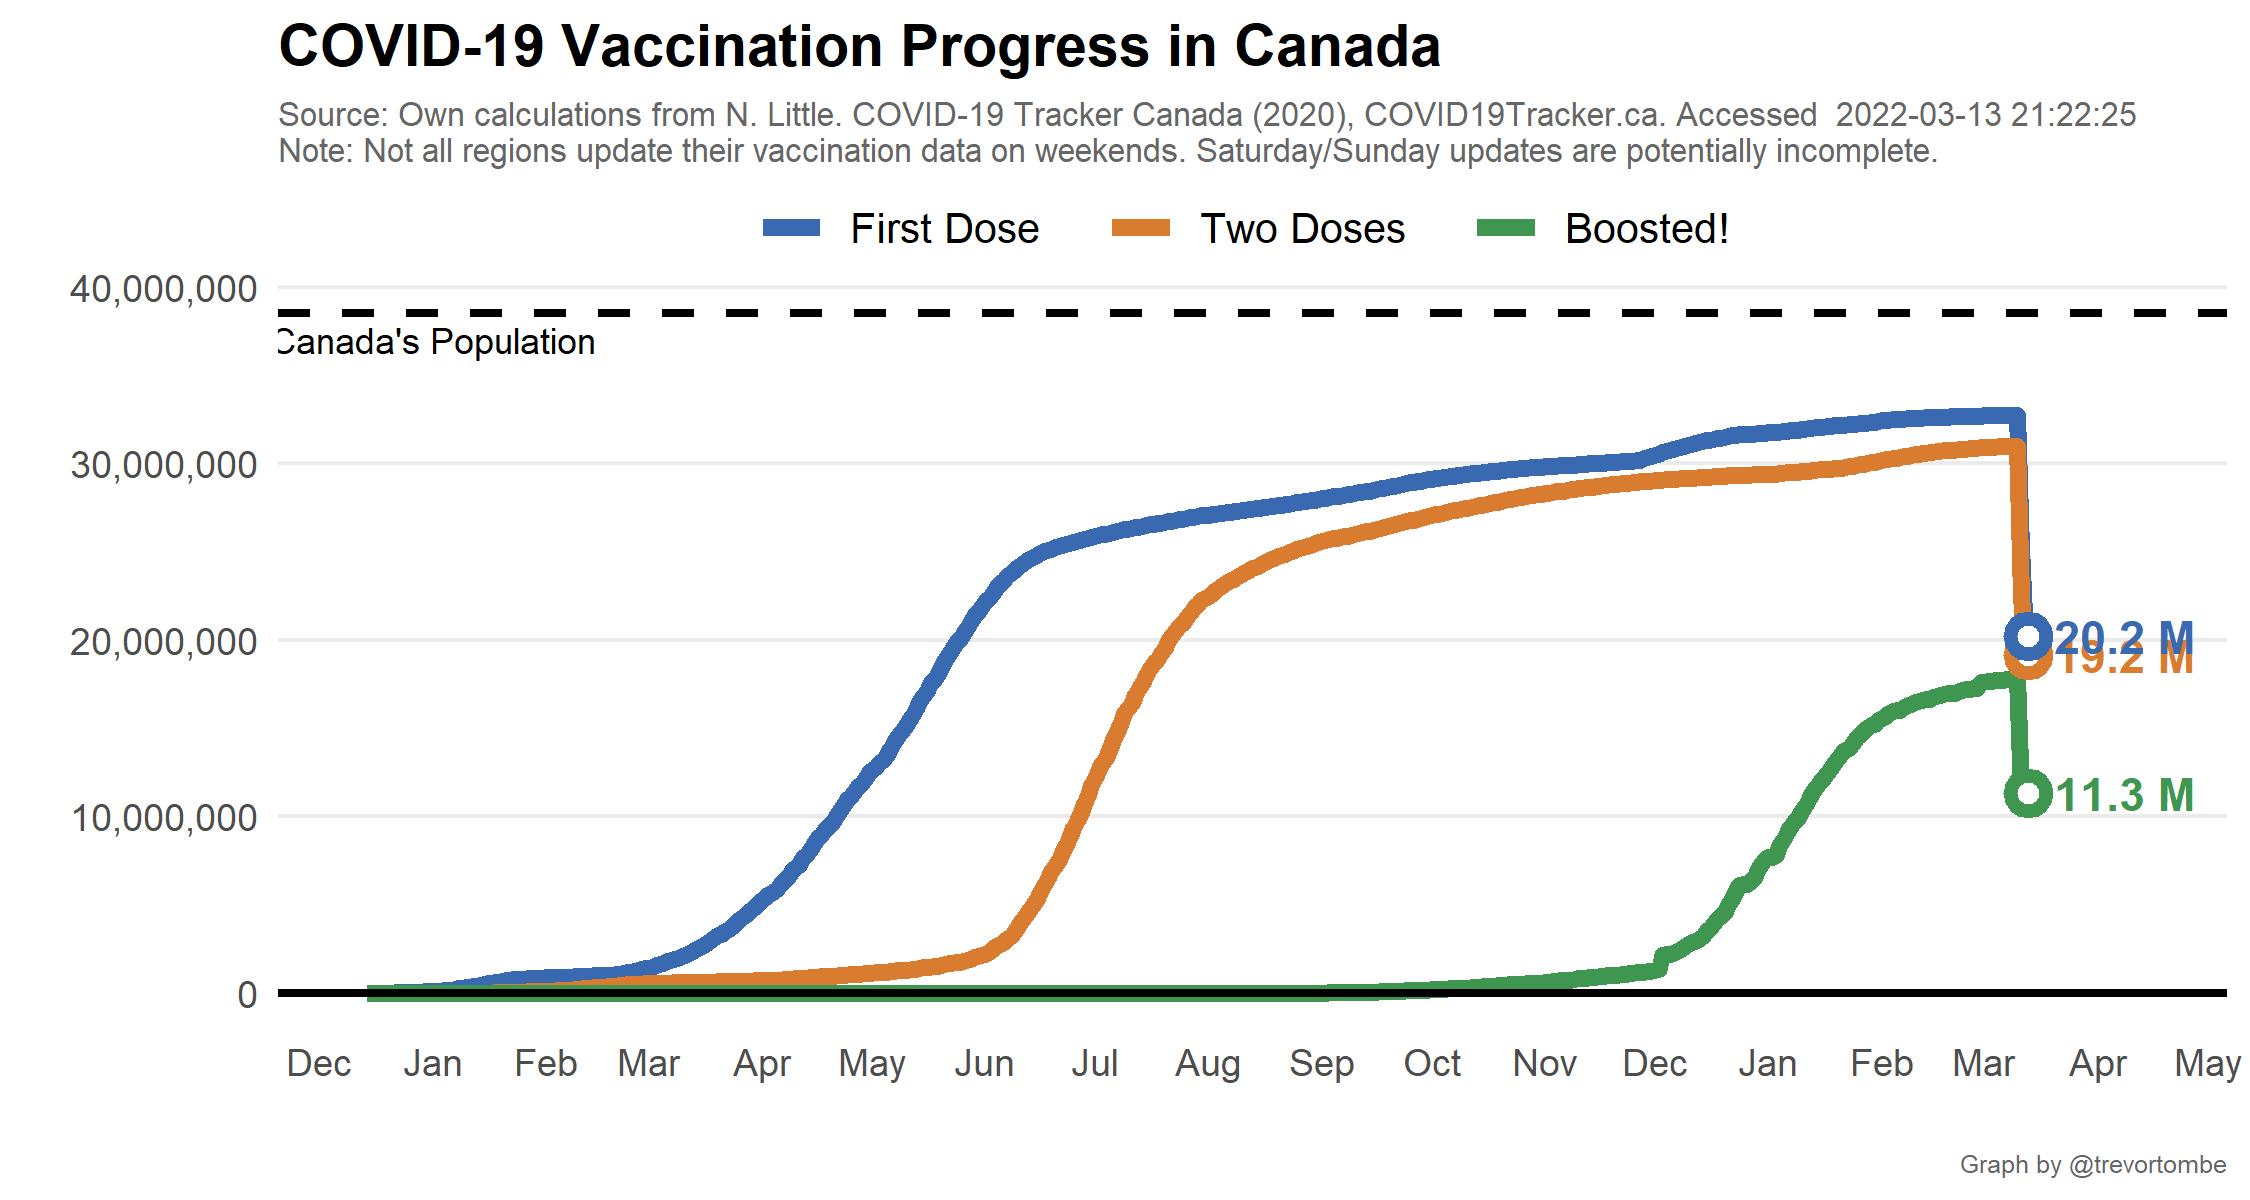 COVID-19 Vaccination Progress in Canada
Source: Own calculations from N. Little. COVID-19 Tracker Canada (2020), COVID19Tracker.ca. Accessed  2022-03-13 21:22:25
Note: Not all regions update their vaccination data on weekends. Saturday/Sunday updates are potentially incomplete.
First Dose Two Doses Boosted!
40,000,000
Canada's Population
30,000,000
20,000,000
20.2 M
19.2 M
11.3 M
10,000,000
0
Dec Jan Feb Mar Apr May Jun Jul Aug Sep Oct Nov Dec Jan Feb Mar Apr May
Graph by @trevortombe